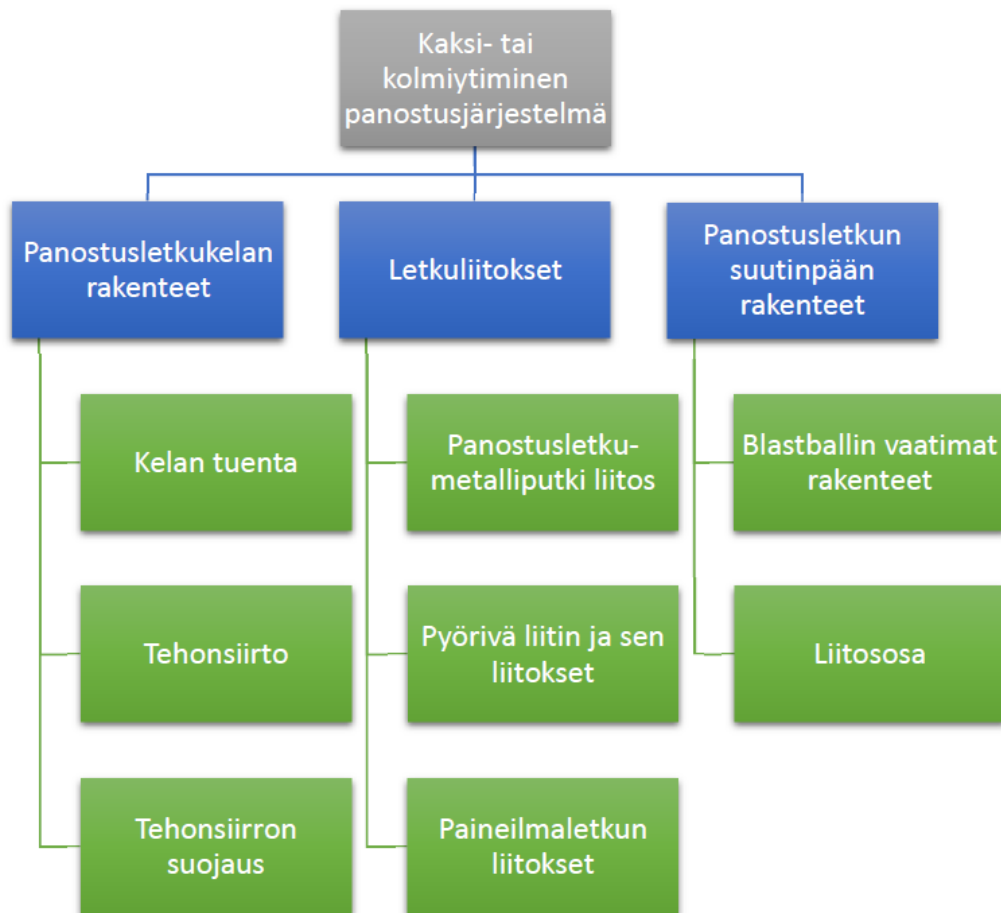 Kaksi- tai
kolmiytiminen
panostusjärjestelmä
Panostusletkukelan
rakenteet
Letkuliitokset
Panostusletkun
suutinpään
rakenteet
Kelan tuenta
Panostusletku-
metalliputki liitos
Blastballin vaatimat
rakenteet
Tehonsiirto
Pyörivä liitin ja sen
liitokset
Liitososa
Tehonsiirron
suojaus
Paineilmaletkun
liitokset